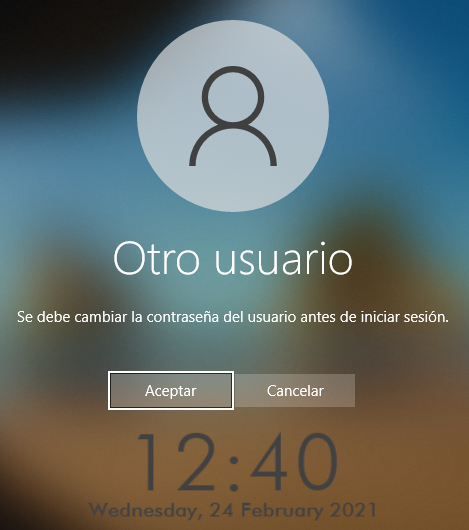 Otro usuario
Se debe cambiar la contraseña del usuario antes de iniciar sesión.
Aceptar Cancelar
12:40
Wednesday, 24 February 2021